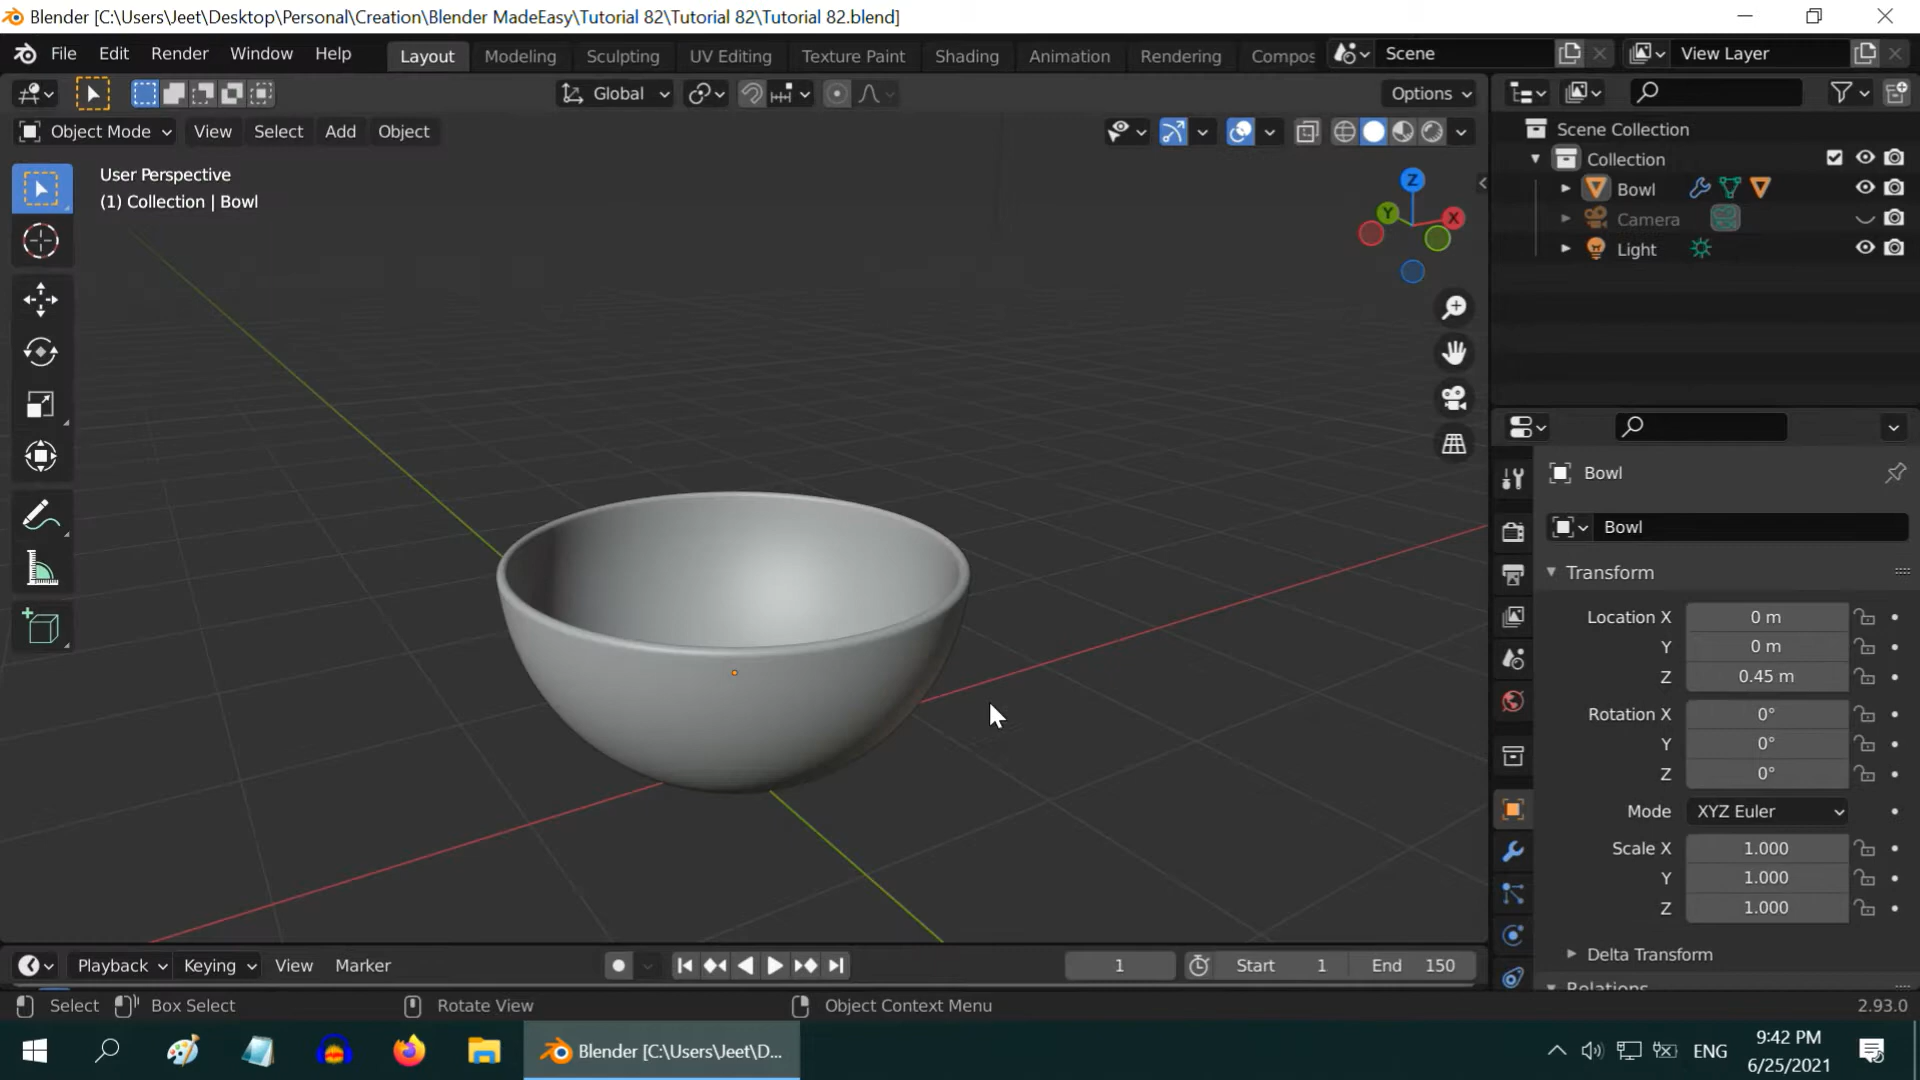 Blender [C:\Users\Jeet\Desktop\Personal\Creation\Blender MadeEasy\Tutorial 82\Tutorial 82\Tutorial 82.blend]
File Edit Render Window Help Layout Modeling Sculpting UV Editing Texture Paint Shading Animation Rendering Compos Scene View Layer
Global Options
Object Mode View Select Add Object
Scene Collection
Collection
Bowl
Camera
Light
User Perspective
(1) Collection | Bowl
Z
Y
X
Bowl
Bowl
Transform
Location X 0 m
Y 0 m
Z 0.45 m
Rotation X 0°
Y 0°
Z 0°
Mode XYZ Euler
Scale X 1.000
Y 1.000
Z 1.000
Delta Transform
Relations
Playback Keying View Marker 1 Start 1 End 150
Select Box Select Rotate View Object Context Menu 2.93.0
Blender [C:\Users\Jeet\D...
ENG
9:42 PM
6/25/2021